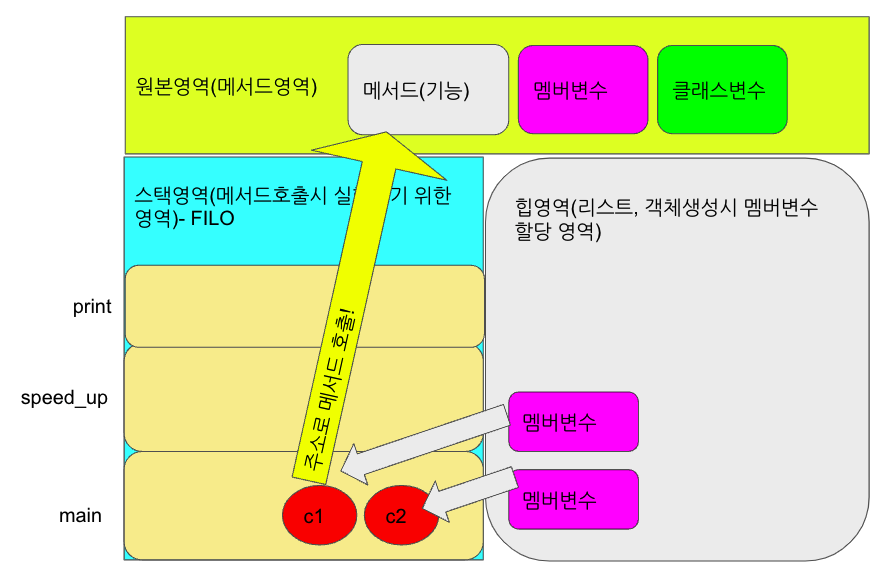 원본영역(메서드영역)
메서드(기능)
멤버변수
클래스변수
스택영역(메서드호출시 실 기 위한
영역)- FILO
힙영역(리스트, 객체생성시 멤버변수
할당 영역)
print
주소로 메서드 호출!
speed_up
멤버변수
main
c1
c2
멤버변수